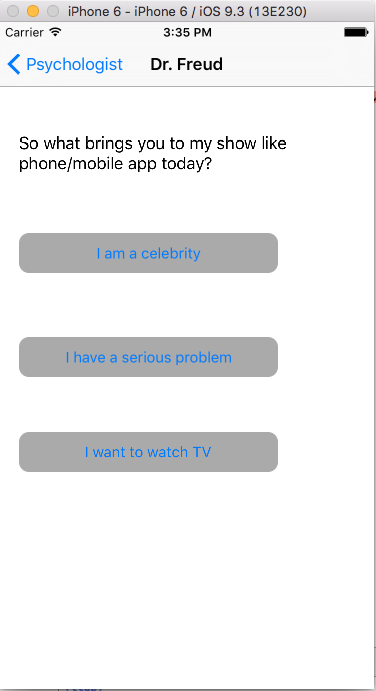 iPhone 6 - iPhone 6 / iOS 9.3 (13E230)
Carrier 3:35 PM
Psychologist Dr. Freud
So what brings you to my show like
phone/mobile app today?
I am a celebrity
I have a serious problem
I want to watch TV